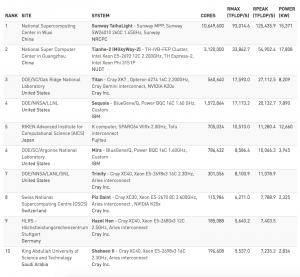 RANK SITE SYSTEM CORES RMAX (TFLOP/S) RPEAK (TFLOP/S) POWER (KW)
1 National Supercomputing Center in Wuxi China Sunway TaihuLight - Sunway MPP, Sunway SW26010 260C 1.45GHz, Sunway NRCPC 10,649,600 93,014.6 125,435.9 15,371
2 National Super Computer Center in Guangzhou China Tianhe-2 (MilkyWay-2) - TH-IVB-FEP Cluster, Intel Xeon E5-2692 12C 2.200GHz, TH Express-2, Intel Xeon Phi 31S1P NUDT 3,120,000 33,862.7 54,902.4 17,808
3 DOE/SC/Oak Ridge National Laboratory United States Titan - Cray XK7, Opteron 6274 16C 2.200GHz, Cray Gemini interconnect, NVIDIA K20x Cray Inc. 560,640 17,590.0 27,112.5 8,209
4 DOE/NNSA/LLNL United States Sequoia - BlueGene/Q, Power BQC 16C 1.60 GHz, Custom IBM 1,572,864 17,173.2 20,132.7 7,890
5 RIKEN Advanced Institute for Computational Science (AICS) Japan K computer, SPARC64 VIIIfx 2.0GHz, Tofu interconnect Fujitsu 705,024 10,510.0 11,280.4 12,660
6 DOE/SC/Argonne National Laboratory United States Mira - BlueGene/Q, Power BQC 16C 1.60GHz, Custom IBM 786,432 8,586.6 10,066.3 3,945
7 DOE/NNSA/LANL/SNL United States Trinity - Cray XC40, Xeon E5-2698v3 16C 2.3GHz, Aries interconnect Cray Inc. 301,056 8,100.9 11,078.9
8 Swiss National Supercomputing Centre (CSCS) Switzerland Piz Daint - Cray XC30, Xeon E5-2670 8C 2.600GHz, Aries interconnect , NVIDIA K20x Cray Inc. 115,984 6,271.0 7,788.9 2,325
9 HLRS - Höchstleistungsrechenzentrum Stuttgart Germany Hazel Hen - Cray XC40, Xeon E5-2680v3 12C 2.5GHz, Aries interconnect Cray Inc. 185,088 5,640.2 7,403.5
10 King Abdullah University of Science and Technology Saudi Arabia Shaheen II - Cray XC40, Xeon E5-2698v3 16C 2.3GHz, Aries interconnect Cray Inc. 196,608 5,537.0 7,235.2 2,834